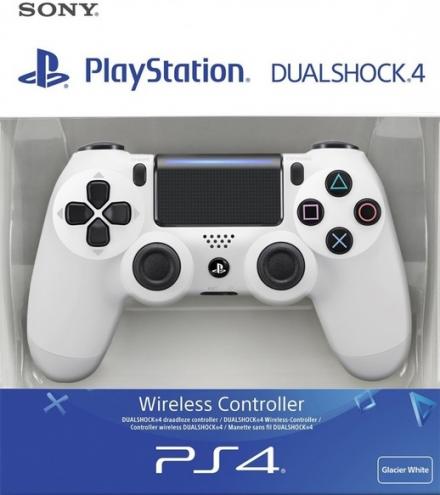 SONY
PlayStation® DUALSHOCK®4
Wireless Controller
DUALSHOCK®4 draadloze controller / DUALSHOCK®4 Wireless-Controller /
Controller wireless DUALSHOCK®4 / Manette sans fil DUALSHOCK®4
PS4™
Glacier White